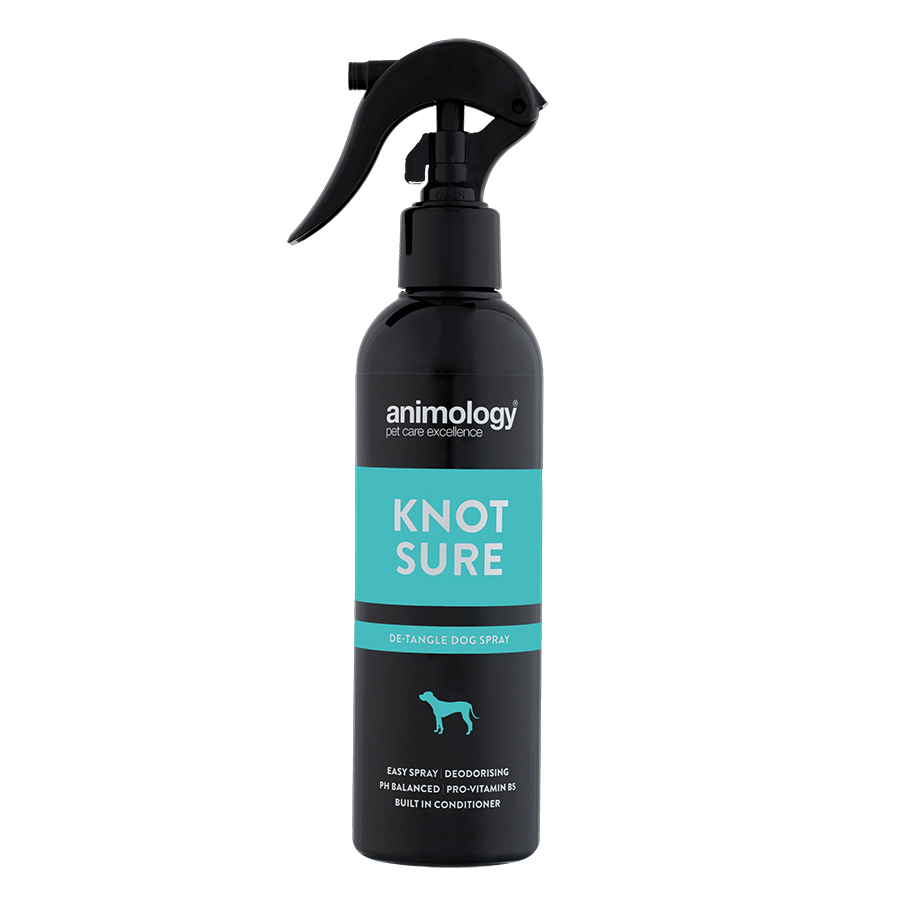 OPEN
animology®
pet care excellence
KNOT
SURE
DE-TANGLE DOG SPRAY
EASY SPRAY | DEODORISING
PH BALANCED | PRO-VITAMIN B5
BUILT IN CONDITIONER